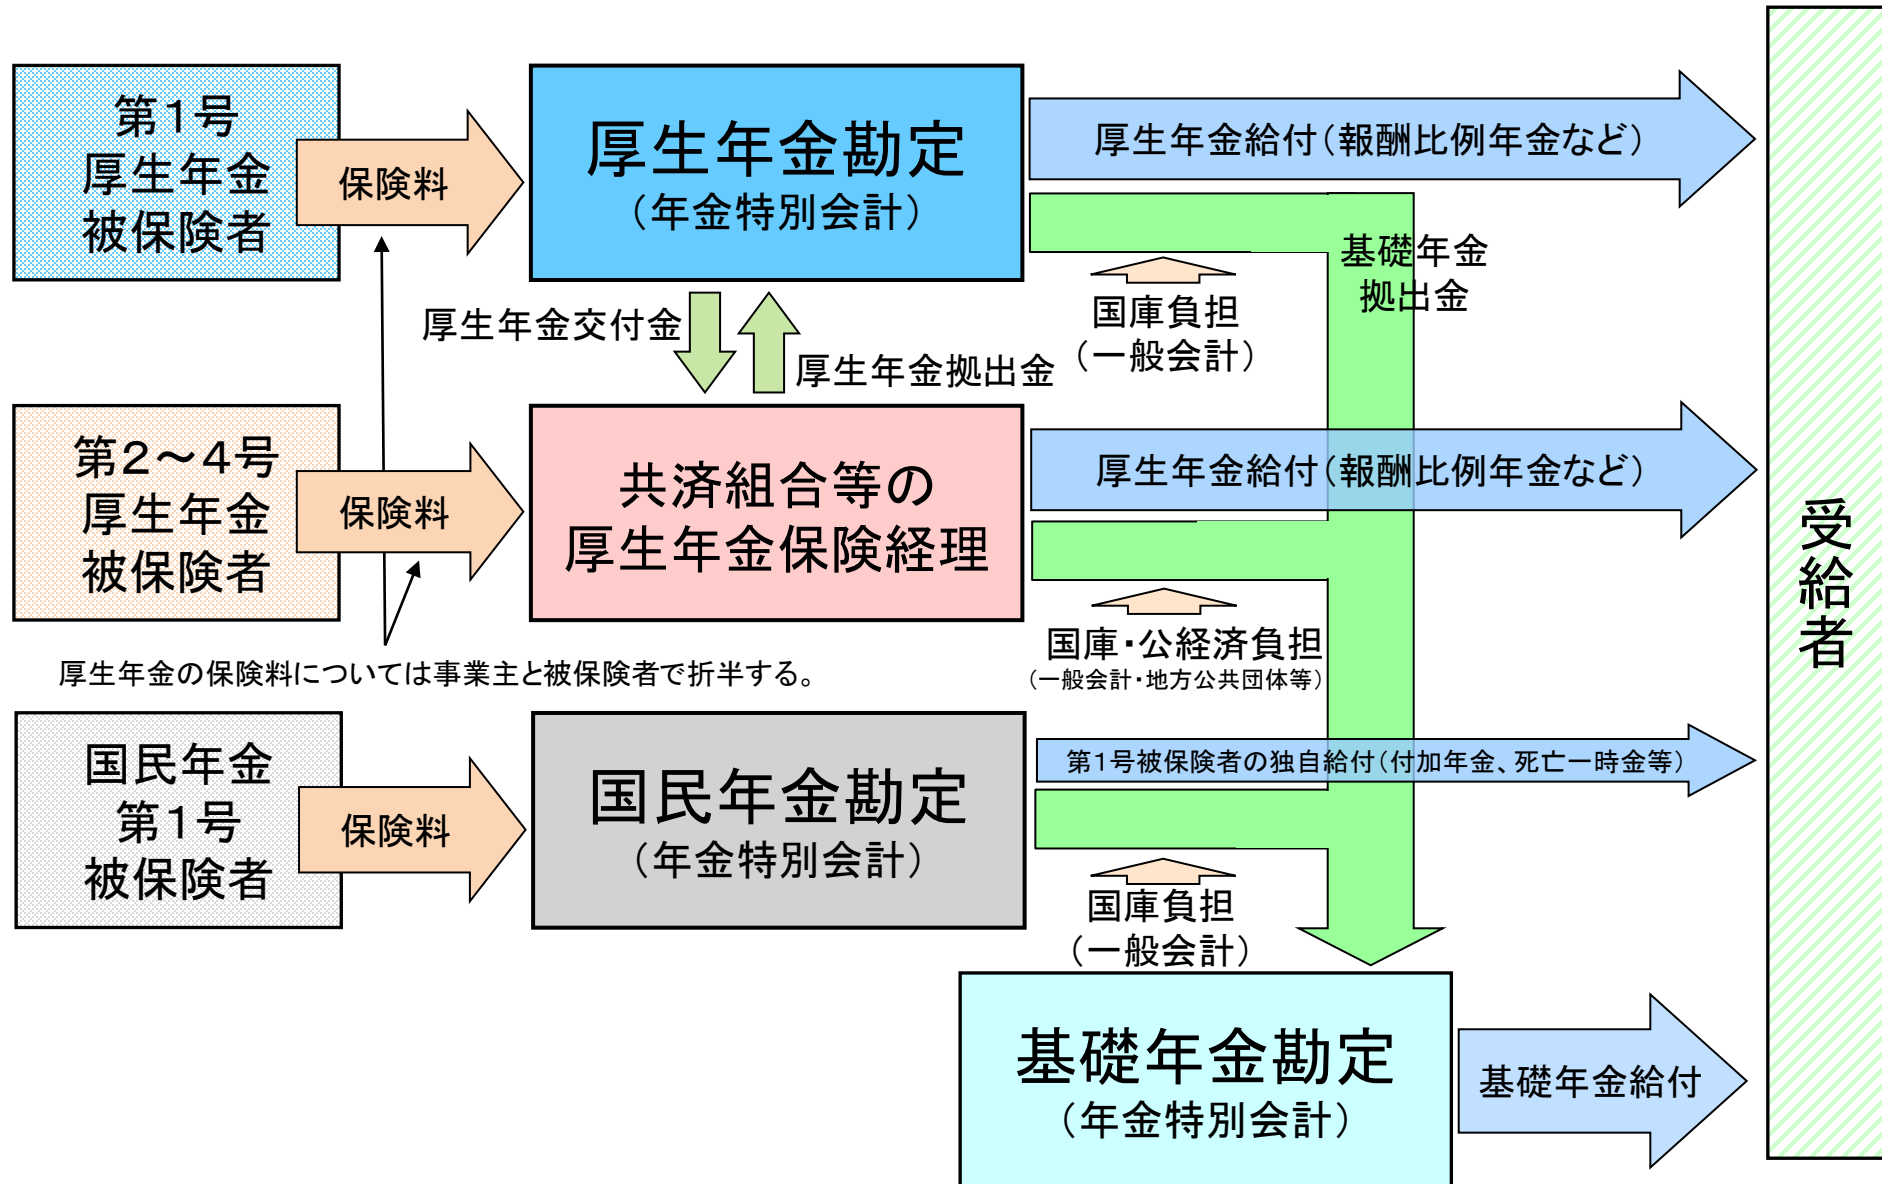 第1号
厚生年金
被保険者
保険料
厚生年金勘定
（年金特別会計）
厚生年金給付（報酬比例年金など）
基礎年金
拠出金
国庫負担
（一般会計）
厚生年金交付金
厚生年金拠出金
第2～4号
厚生年金
被保険者
保険料
共済組合等の
厚生年金保険経理
厚生年金給付（報酬比例年金など）
国庫・公経済負担
（一般会計・地方公共団体等）
厚生年金の保険料については事業主と被保険者で折半する。
国民年金
第1号
被保険者
保険料
国民年金勘定
（年金特別会計）
第1号被保険者の独自給付（付加年金、死亡一時金等）
国庫負担
（一般会計）
基礎年金勘定
（年金特別会計）
基礎年金給付
受給者